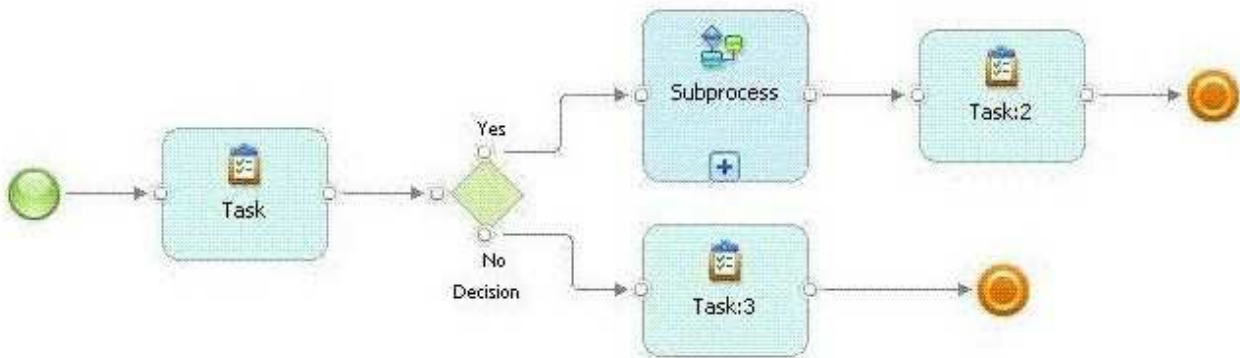 Task
Yes
No
Decision
Subprocess
Task:2
Task:3